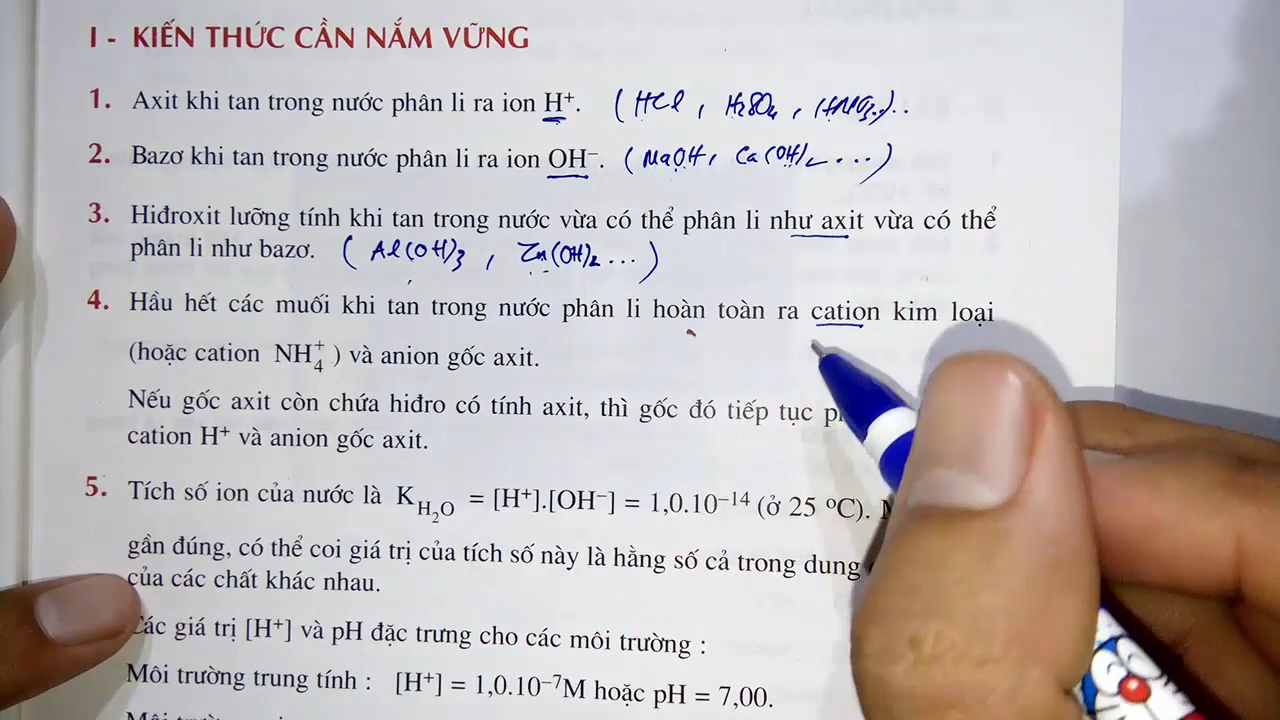 I - KIẾN THỨC CẦN NẮM VỮNG
1. Axit khi tan trong nước phân li ra ion H⁺. (HCl, H₂SO₄, HNO₃...)
2. Bazơ khi tan trong nước phân li ra ion OH⁻. (NaOH, Ca(OH)₂...)
3. Hiđroxit lưỡng tính khi tan trong nước vừa có thể phân li như axit vừa có thể
phân li như bazơ. (Al(OH)₃, Zn(OH)₂...)
4. Hầu hết các muối khi tan trong nước phân li hoàn toàn ra cation kim loại
(hoặc cation NH₄⁺) và anion gốc axit.
Nếu gốc axit còn chứa hiđro có tính axit, thì gốc đó tiếp tục
cation H⁺ và anion gốc axit.
5. Tích số ion của nước là K_H₂O = [H⁺].[OH⁻] = 1,0.10⁻¹⁴ (ở 25 °C).
gần đúng, có thể coi giá trị của tích số này là hằng số cả trong dung
của các chất khác nhau.
Các giá trị [H⁺] và pH đặc trưng cho các môi trường :
Môi trường trung tính : [H⁺] = 1,0.10⁻⁷M hoặc pH = 7,00.